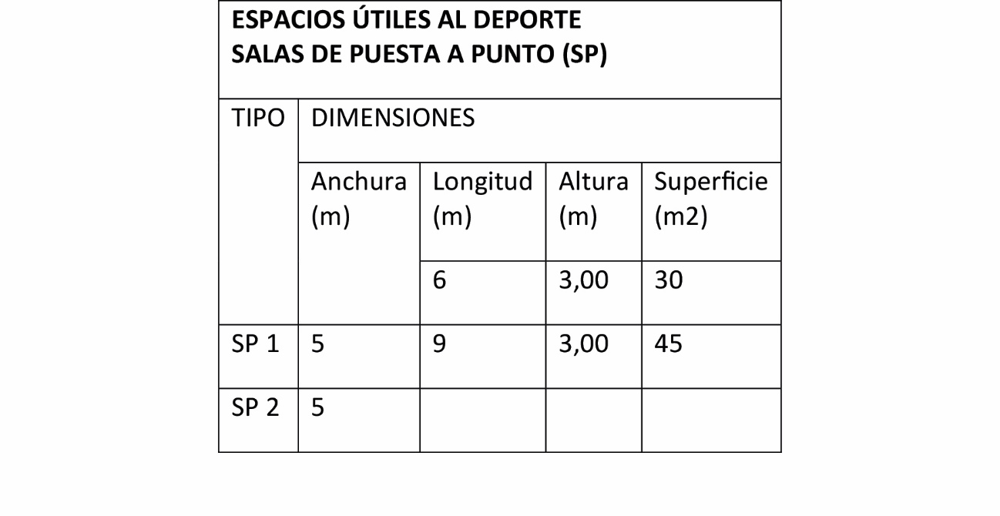 ESPACIOS ÚTILES AL DEPORTE
SALAS DE PUESTA A PUNTO (SP)
TIPO DIMENSIONES
Anchura Longitud Altura Superficie
(m) (m) (m) (m2)
6 3,00 30
SP 1 5 9 3,00 45
SP 2 5